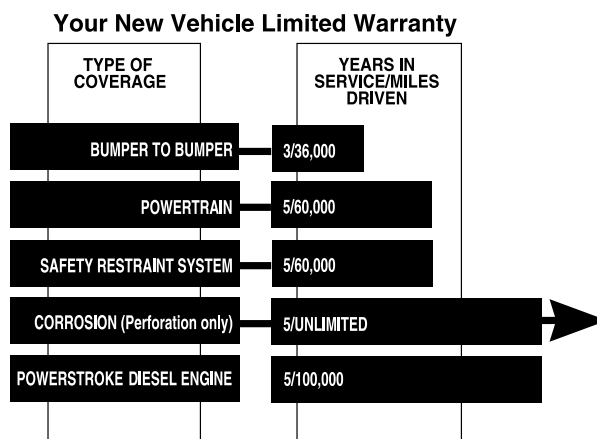 Your New Vehicle Limited Warranty
TYPE OF
COVERAGE
YEARS IN
SERVICE/MILES
DRIVEN
BUMPER TO BUMPER
3/36,000
POWERTRAIN
5/60,000
SAFETY RESTRAINT SYSTEM
5/60,000
CORROSION (Perforation only)
5/UNLIMITED
POWERSTROKE DIESEL ENGINE
5/100,000